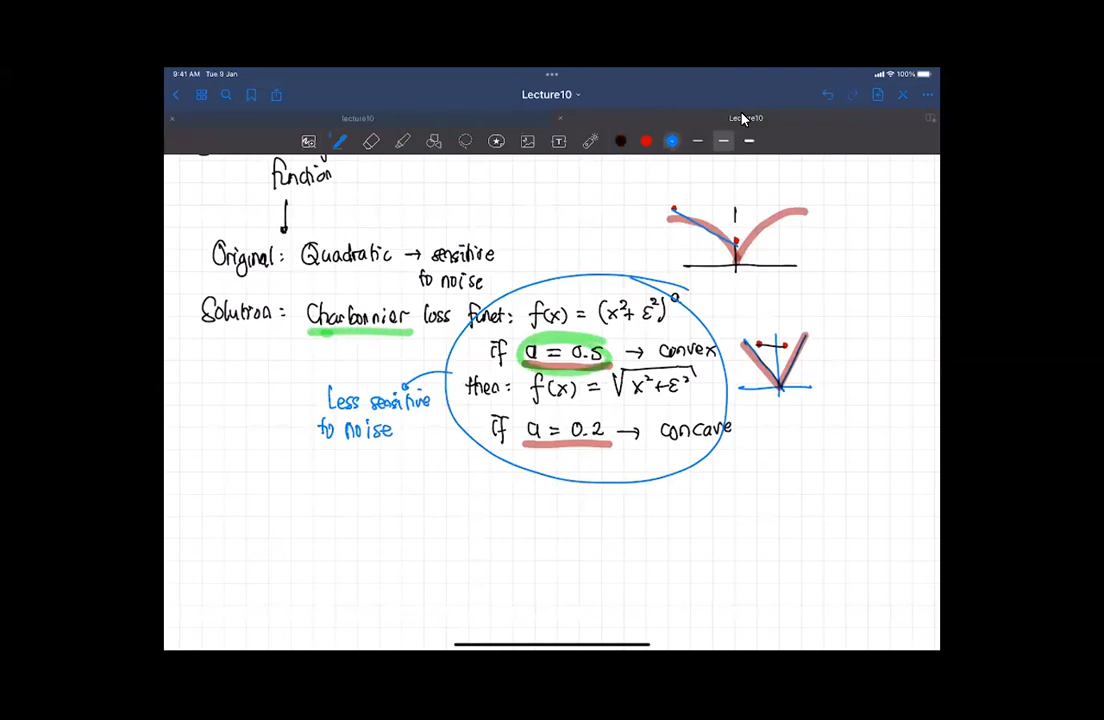 9:41 AM Tue 9 Jan
100%
Lecture10
lecture10
Lecture10
function
Original: Quadratic → sensitive
to noise
Solution: Charbonnier loss funct: f(x) = (x² + ε²)ᵃ
if a = 0.5 → convex
then: f(x) = √x² + ε²
Less sensitive
to noise
if a = 0.2 → concave